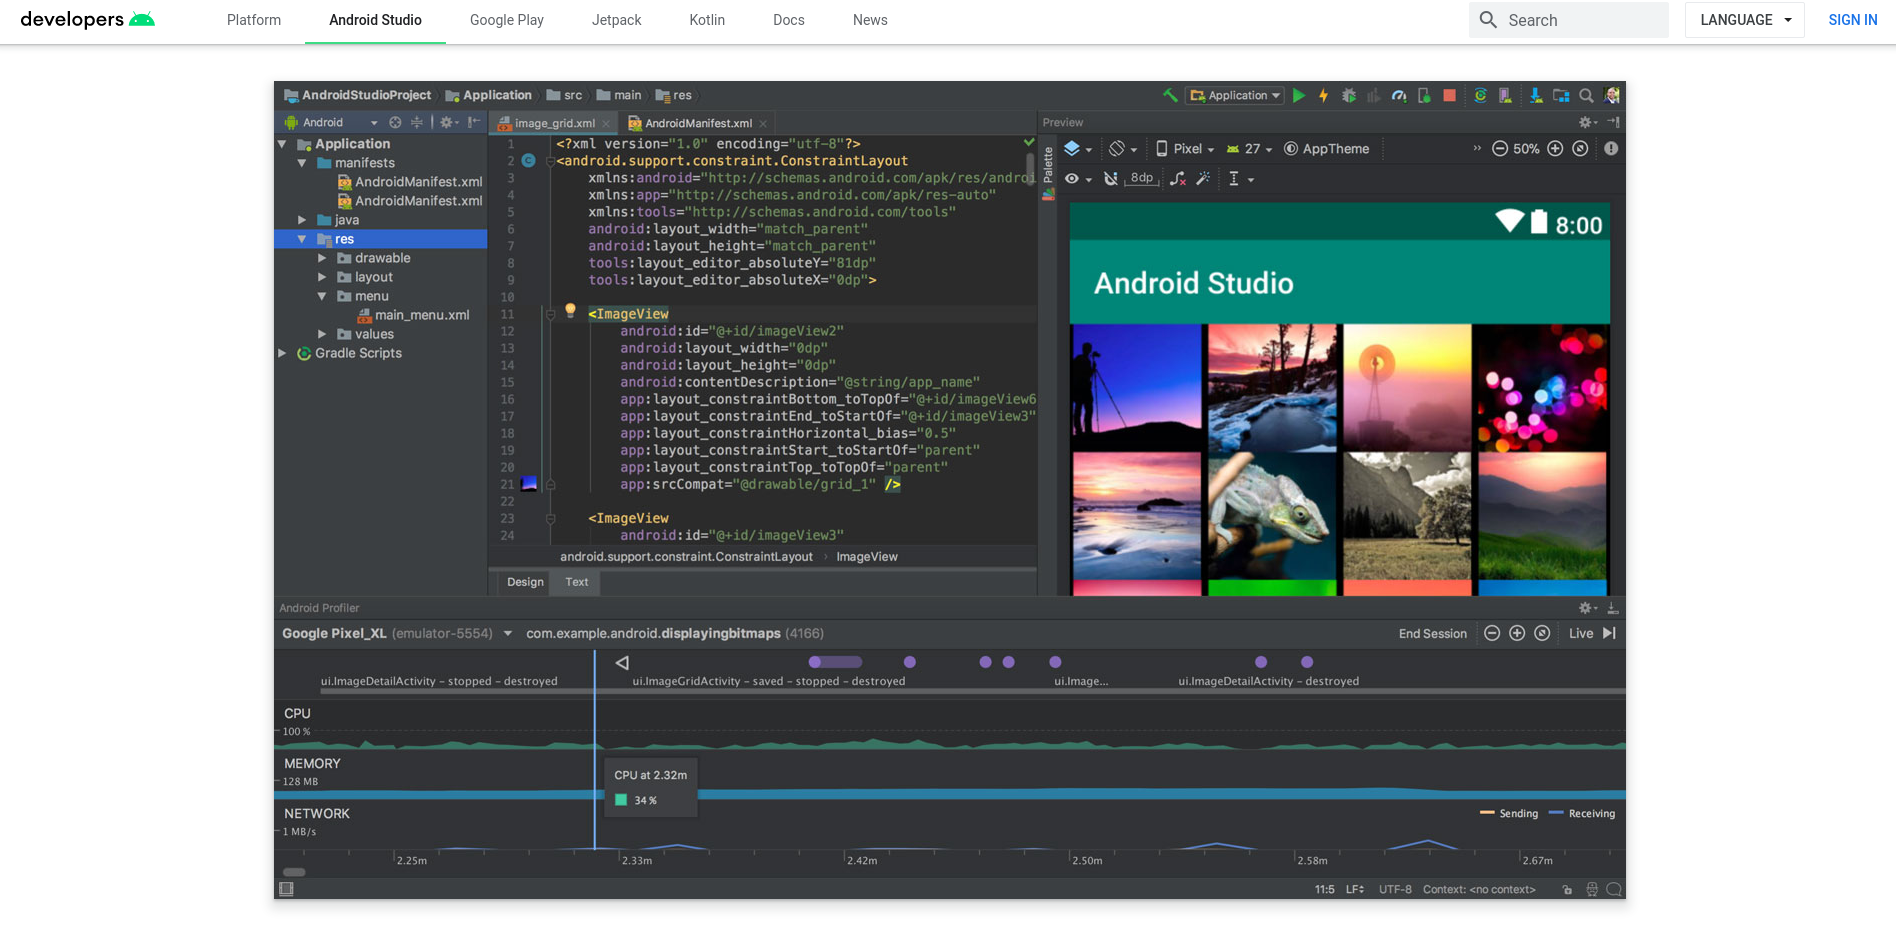 developers
Platform
Android Studio
Google Play
Jetpack
Kotlin
Docs
News
Search
LANGUAGE
SIGN IN
AndroidStudioProject
Application
src
main
res
Application
Android
image_grid.xml
AndroidManifest.xml
Preview
Application
manifests
AndroidManifest.xml
AndroidManifest.xml
java
res
drawable
layout
menu
main_menu.xml
values
Gradle Scripts
1 <?xml version="1.0" encoding="utf-8"?>
2 <android.support.constraint.ConstraintLayout
3 xmlns:android="http://schemas.android.com/apk/res/androi
4 xmlns:app="http://schemas.android.com/apk/res-auto"
5 xmlns:tools="http://schemas.android.com/tools"
6 android:layout_width="match_parent"
7 android:layout_height="match_parent"
8 tools:layout_editor_absoluteY="81dp"
9 tools:layout_editor_absoluteX="0dp">
10
11 <ImageView
12 android:id="@+id/imageView2"
13 android:layout_width="0dp"
14 android:layout_height="0dp"
15 android:contentDescription="@string/app_name"
16 app:layout_constraintBottom_toTopOf="@+id/imageView6
17 app:layout_constraintEnd_toStartOf="@+id/imageView3"
18 app:layout_constraintHorizontal_bias="0.5"
19 app:layout_constraintStart_toStartOf="parent"
20 app:layout_constraintTop_toTopOf="parent"
21 app:srcCompat="@drawable/grid_1" />
22
23 <ImageView
24 android:id="@+id/imageView3"
android.support.constraint.ConstraintLayout › ImageView
Design
Text
Palette
Pixel
27
AppTheme
50%
8dp
8:00
Android Studio
Android Profiler
Google Pixel_XL (emulator-5554)
com.example.android.displayingbitmaps (4166)
End Session
Live
ui.ImageDetailActivity – stopped – destroyed
ui.ImageGridActivity – saved – stopped – destroyed
ui.Image...
ui.ImageDetailActivity – destroyed
CPU
100 %
MEMORY
128 MB
CPU at 2.32m
34 %
NETWORK
1 MB/s
Sending
Receiving
2.25m
2.33m
2.42m
2.50m
2.58m
2.67m
11:5
LF
UTF-8
Context: <no context>